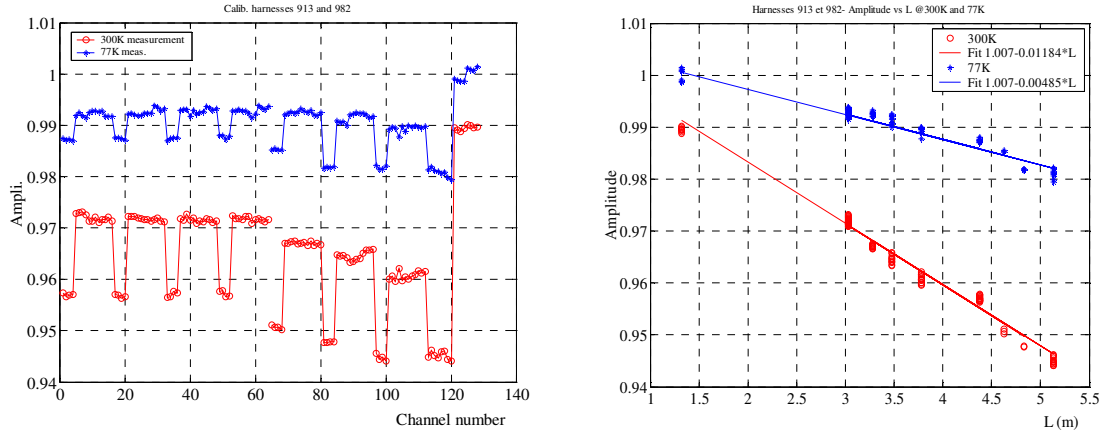 Calib. harnesses 913 and 982
1.01
1
0.99
0.98
0.97
0.96
0.95
0.94
Ampli.
300K measurement
77K meas.
0 20 40 60 80 100 120 140
Channel number
Harnesses 913 et 982- Amplitude vs L @300K and 77K
1.01
1
0.99
0.98
0.97
0.96
0.95
0.94
Amplitude
300K
Fit 1.007-0.01184*L
77K
Fit 1.007-0.00485*L
1 1.5 2 2.5 3 3.5 4 4.5 5 5.5
L (m)